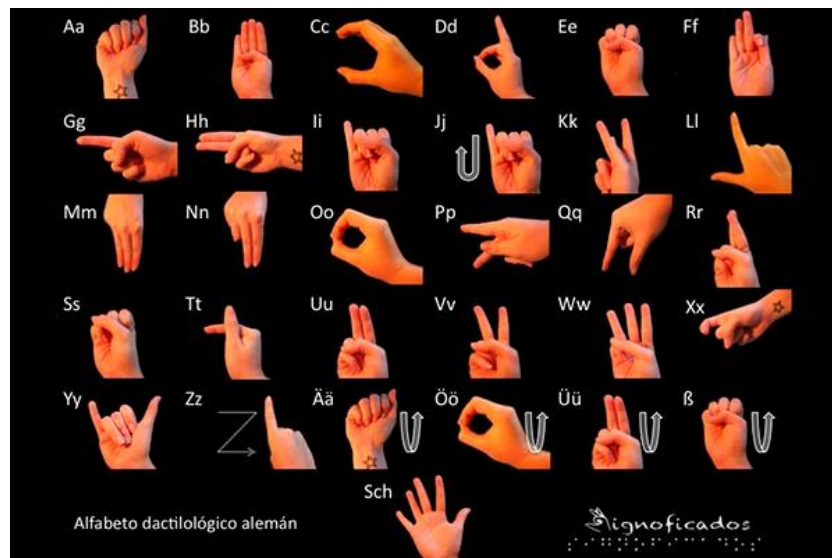 Aa Bb Cc Dd Ee Ff
Gg Hh Ii Jj Kk Ll
Mm Nn Oo Pp Qq Rr
Ss Tt Uu Vv Ww Xx
Yy Zz Ää Öö Üü ß
Sch
Alfabeto dactilológico alemán
Signoficados